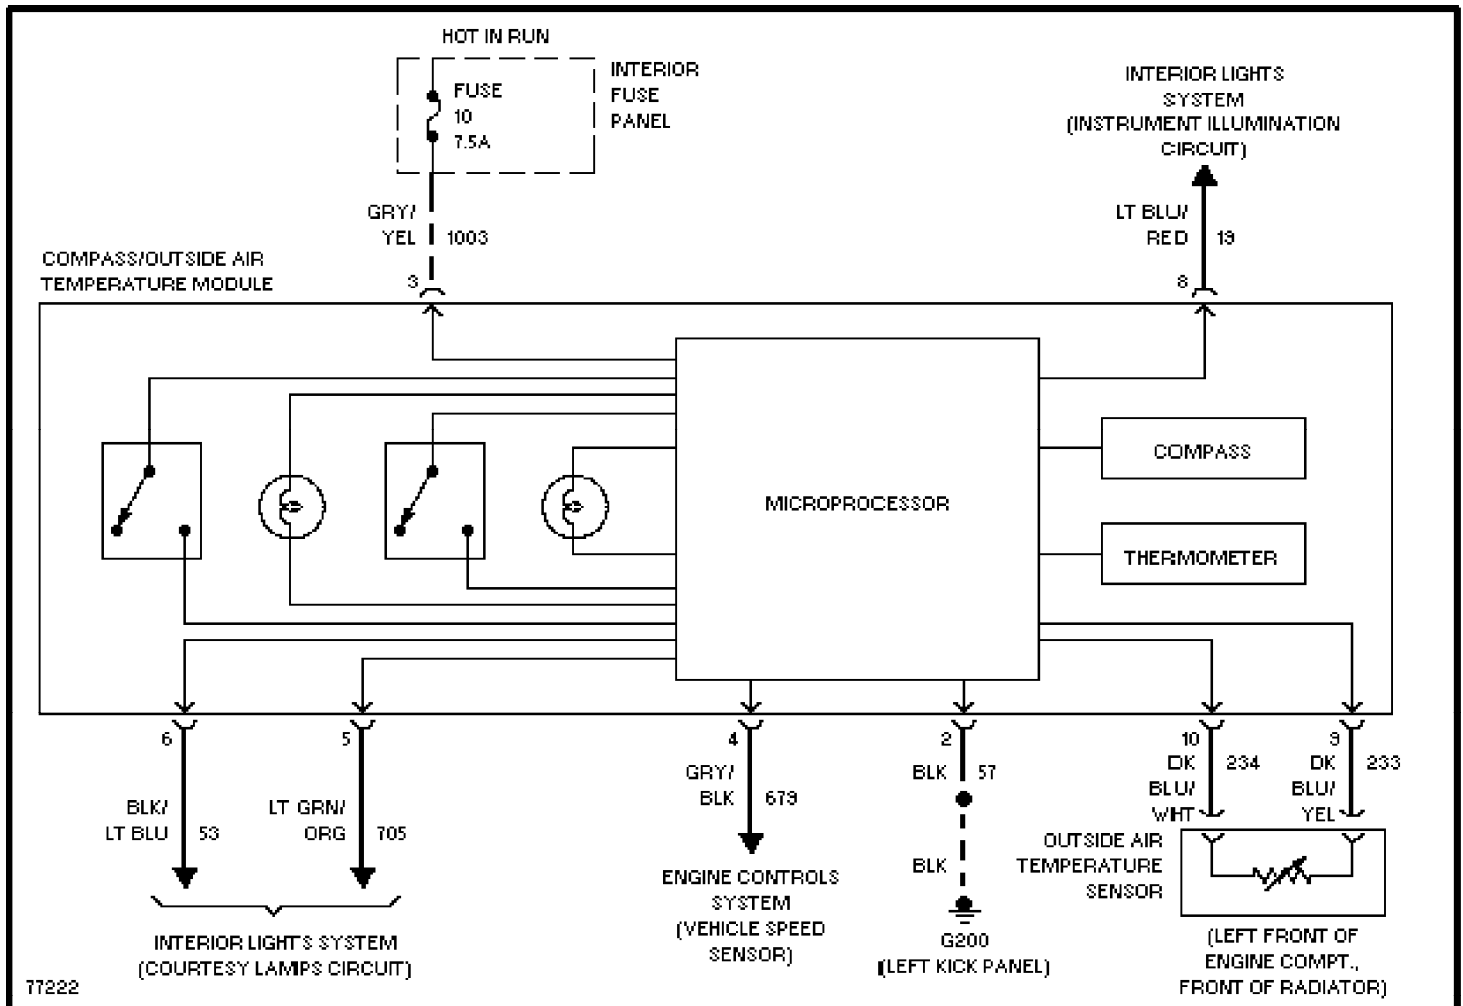 HOT IN RUN
FUSE
10
7.5A
INTERIOR
FUSE
PANEL
INTERIOR LIGHTS
SYSTEM
(INSTRUMENT ILLUMINATION
CIRCUIT)
GRY/
YEL 1003
LT BLU/
RED 19
COMPASS/OUTSIDE AIR
TEMPERATURE MODULE
3
8
COMPASS
MICROPROCESSOR
THERMOMETER
6
5
4
2
10
9
BLK/
LT BLU 53
LT GRN/
ORG 705
GRY/
BLK 679
BLK 57
BLK
DK
BLU/
WHT
234
DK
BLU/
YEL
233
OUTSIDE AIR
TEMPERATURE
SENSOR
INTERIOR LIGHTS SYSTEM
(COURTESY LAMPS CIRCUIT)
ENGINE CONTROLS
SYSTEM
(VEHICLE SPEED
SENSOR)
G200
(LEFT KICK PANEL)
(LEFT FRONT OF
ENGINE COMPT.,
FRONT OF RADIATOR)
77222